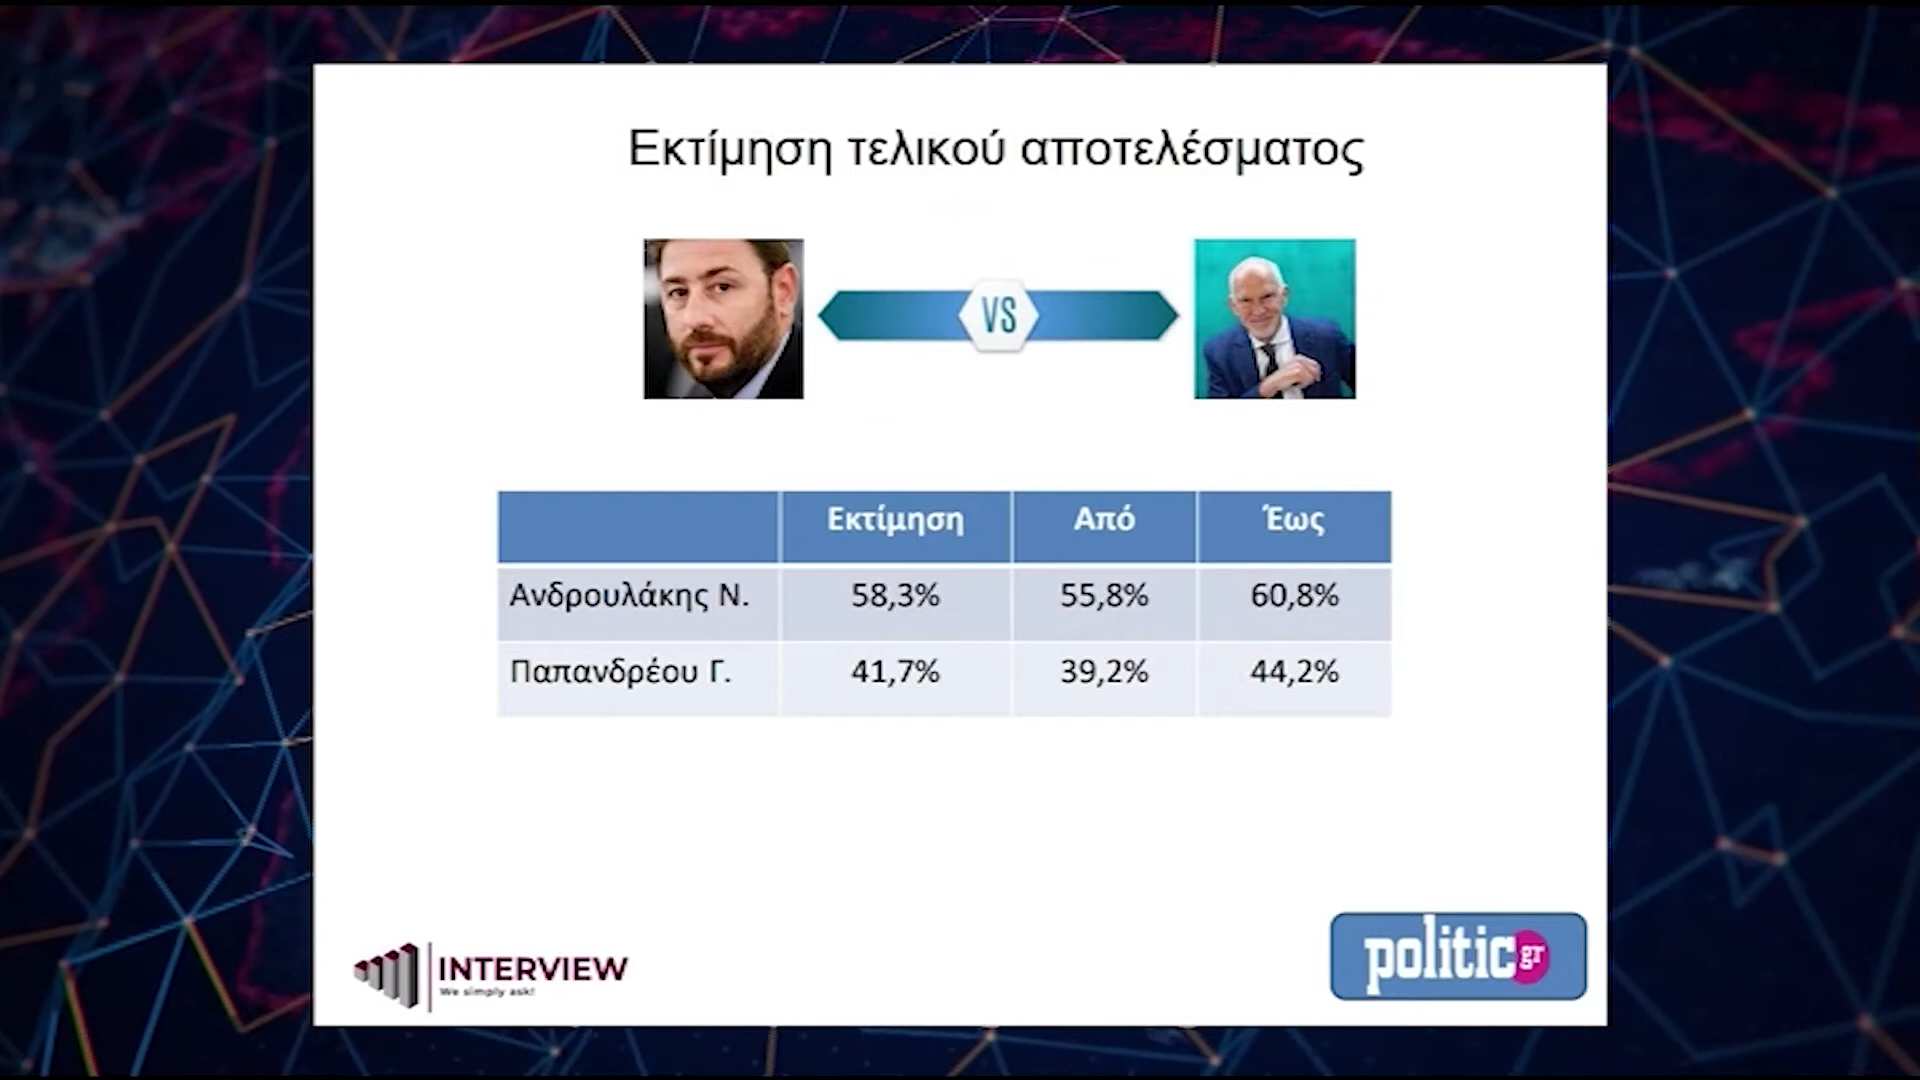 Εκτίμηση τελικού αποτελέσματος
VS
Εκτίμηση Από Έως
Ανδρουλάκης Ν. 58,3% 55,8% 60,8%
Παπανδρέου Γ. 41,7% 39,2% 44,2%
INTERVIEW
We simply ask!
politic gr